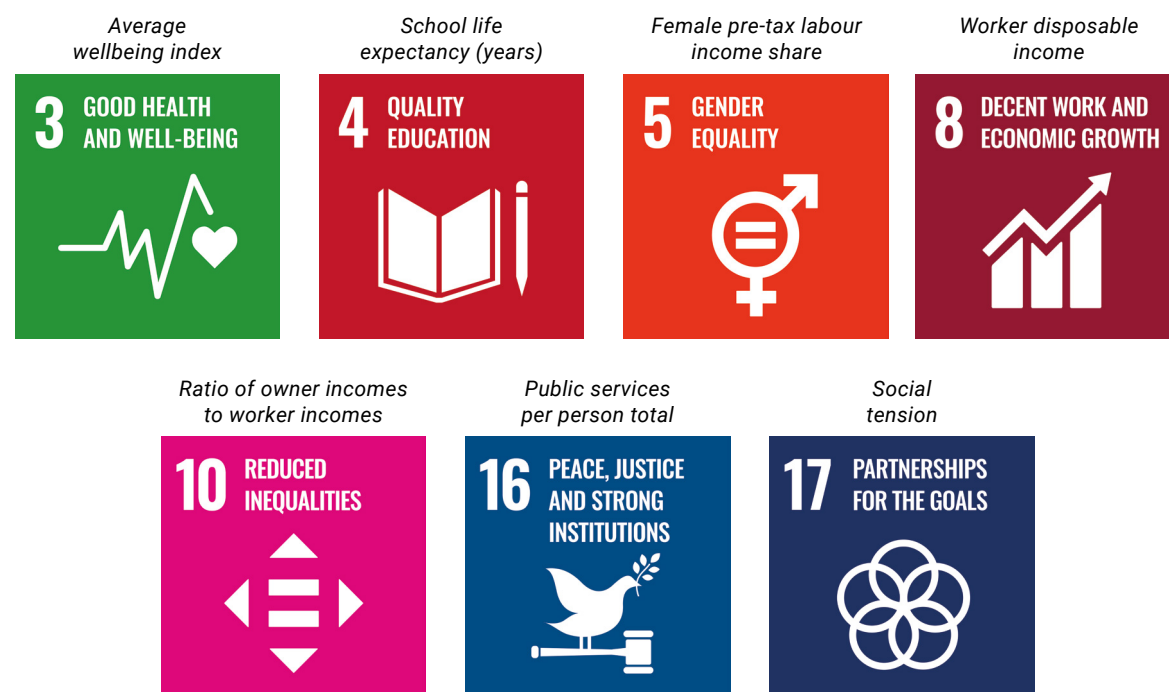 Average
wellbeing index
3 GOOD HEALTH
AND WELL-BEING
School life
expectancy (years)
4 QUALITY
EDUCATION
Female pre-tax labour
income share
5 GENDER
EQUALITY
Worker disposable
income
8 DECENT WORK AND
ECONOMIC GROWTH
Ratio of owner incomes
to worker incomes
10 REDUCED
INEQUALITIES
Public services
per person total
16 PEACE, JUSTICE
AND STRONG
INSTITUTIONS
Social
tension
17 PARTNERSHIPS
FOR THE GOALS